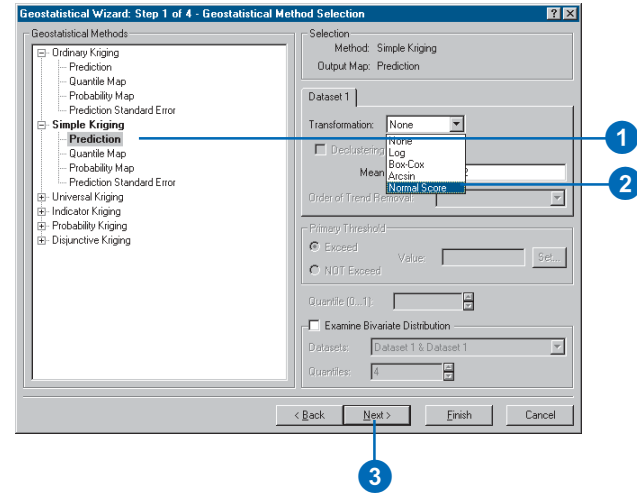 Geostatistical Wizard: Step 1 of 4 - Geostatistical Method Selection
Geostatistical Methods
Ordinary Kriging
Prediction
Quantile Map
Probability Map
Prediction Standard Error
Simple Kriging
Prediction
Quantile Map
Probability Map
Prediction Standard Error
Universal Kriging
Indicator Kriging
Probability Kriging
Disjunctive Kriging
Selection
Method: Simple Kriging
Output Map: Prediction
Dataset 1
Transformation: None
None
Log
Box-Cox
Arcsin
Normal Score
Declustering
Mean
2
Order of Trend Removal:
Primary Threshold
Exceed
NOT Exceed
Value:
Set...
Quantile (0...1):
Examine Bivariate Distribution
Datasets: Dataset 1 & Dataset 1
Quantiles: 4
< Back
Next >
Finish
Cancel
1
2
3